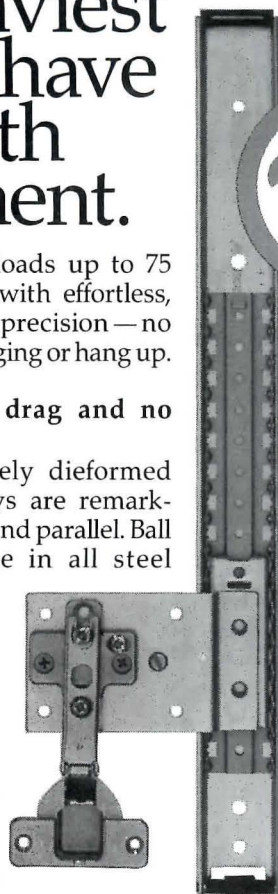 have
th
nent.
loads up to 75
with effortless,
precision — no
ging or hang up.
drag and no
ely dieformed
ys are remark-
nd parallel. Ball
e in all steel